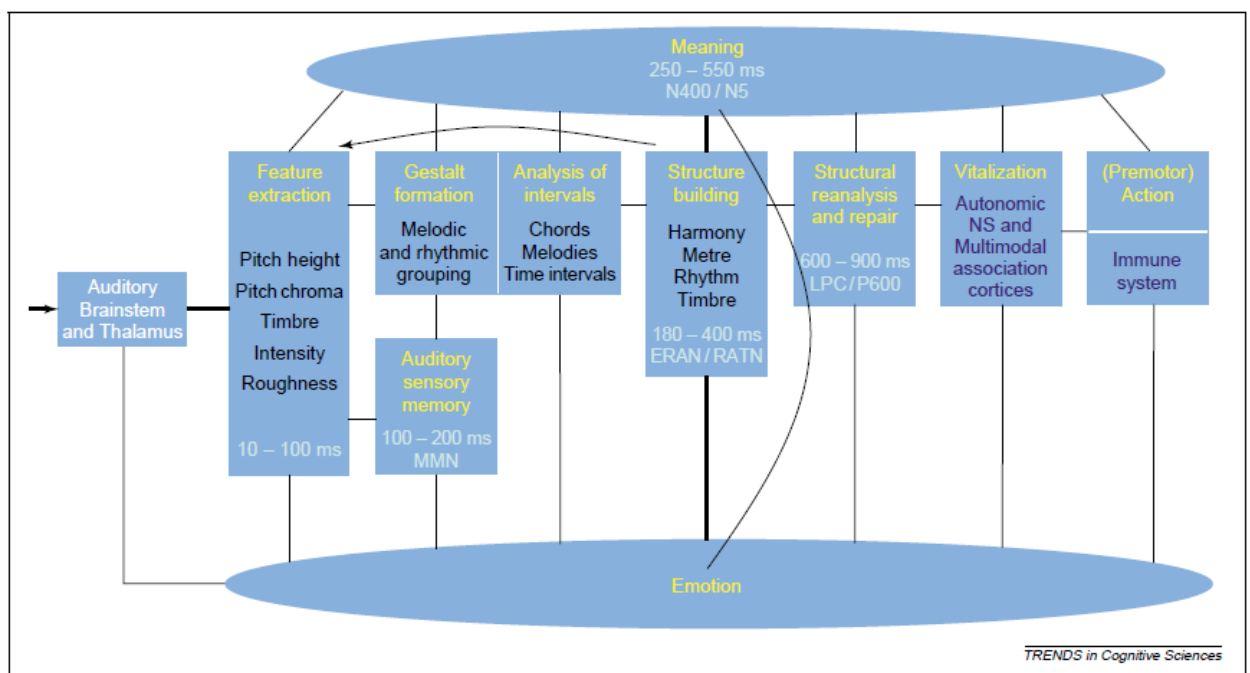 Meaning
250 – 550 ms
N400 / N5
Feature
extraction
Pitch height
Pitch chroma
Timbre
Intensity
Roughness
10 – 100 ms
Gestalt
formation
Melodic
and rhythmic
grouping
Analysis of
intervals
Chords
Melodies
Time intervals
Structure
building
Harmony
Metre
Rhythm
Timbre
180 – 400 ms
ERAN / RATN
Structural
reanalysis
and repair
600 – 900 ms
LPC / P600
Vitalization
Autonomic
NS and
Multimodal
association
cortices
(Premotor)
Action
Immune
system
Auditory
Brainstem
and Thalamus
Auditory
sensory
memory
100 – 200 ms
MMN
Emotion
TRENDS in Cognitive Sciences